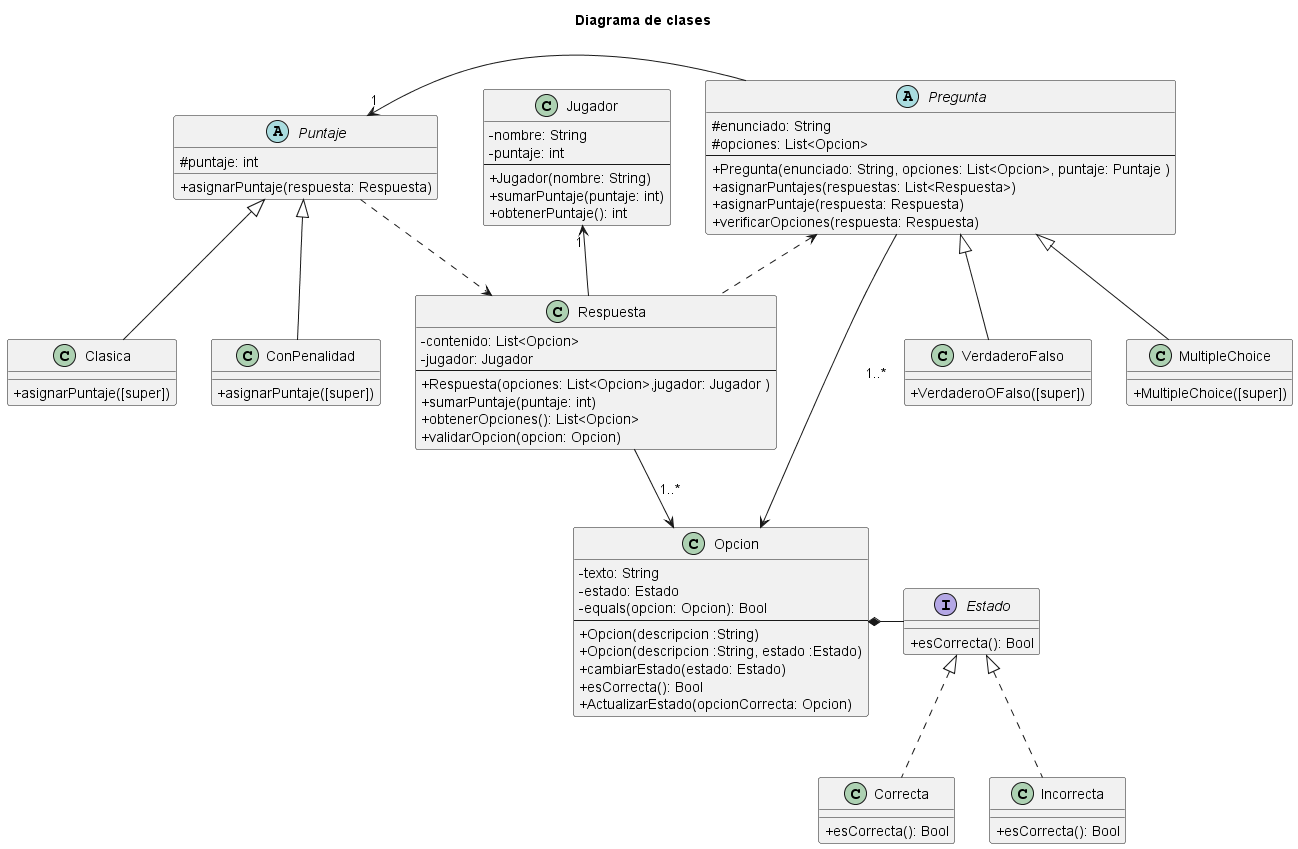 Diagrama de clases
1
A Puntaje
#puntaje: int
+asignarPuntaje(respuesta: Respuesta)
C Jugador
-nombre: String
-puntaje: int
+Jugador(nombre: String)
+sumarPuntaje(puntaje: int)
+obtenerPuntaje(): int
1
A Pregunta
#enunciado: String
#opciones: List<Opcion>
+Pregunta(enunciado: String, opciones: List<Opcion>, puntaje: Puntaje )
+asignarPuntajes(respuestas: List<Respuesta>)
+asignarPuntaje(respuesta: Respuesta)
+verificarOpciones(respuesta: Respuesta)
C Clasica
+asignarPuntaje([super])
C ConPenalidad
+asignarPuntaje([super])
C Respuesta
-contenido: List<Opcion>
-jugador: Jugador
+Respuesta(opciones: List<Opcion>,jugador: Jugador )
+sumarPuntaje(puntaje: int)
+obtenerOpciones(): List<Opcion>
+validarOpcion(opcion: Opcion)
1..*
C VerdaderoFalso
+VerdaderoOFalso([super])
C MultipleChoice
+MultipleChoice([super])
1..*
C Opcion
-texto: String
-estado: Estado
-equals(opcion: Opcion): Bool
+Opcion(descripcion :String)
+Opcion(descripcion :String, estado :Estado)
+cambiarEstado(estado: Estado)
+esCorrecta(): Bool
+ActualizarEstado(opcionCorrecta: Opcion)
I Estado
+esCorrecta(): Bool
C Correcta
+esCorrecta(): Bool
C Incorrecta
+esCorrecta(): Bool